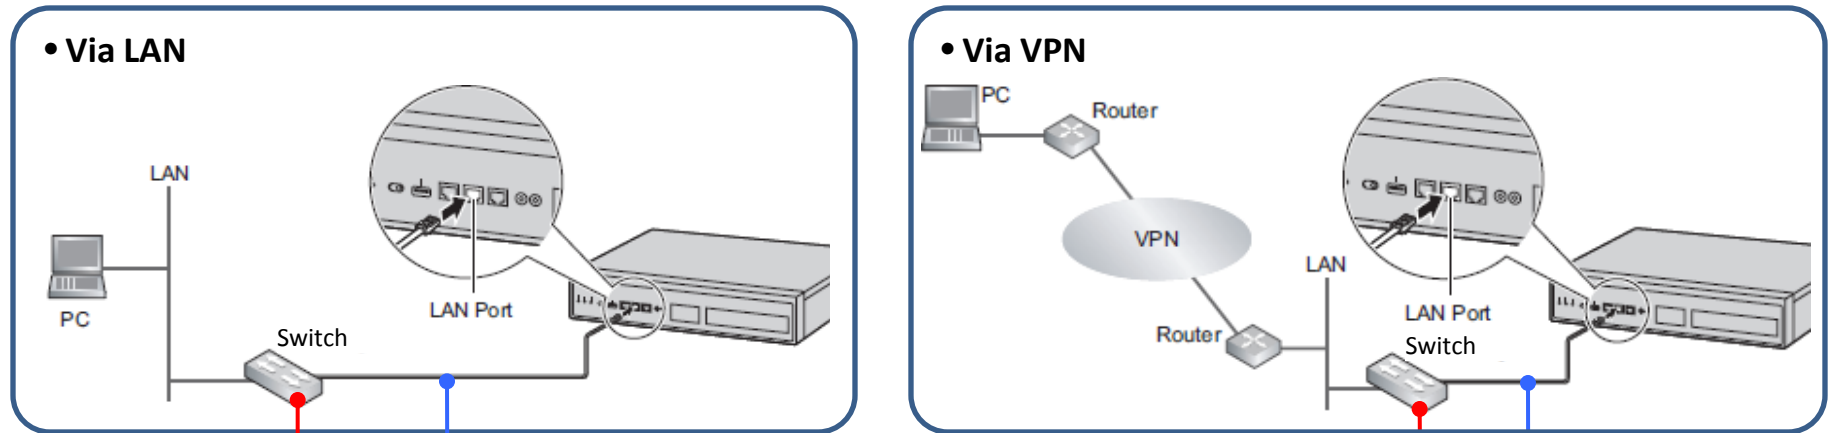 • Via LAN
LAN
PC
LAN Port
Switch
• Via VPN
PC
Router
VPN
LAN
Router
LAN Port
Switch